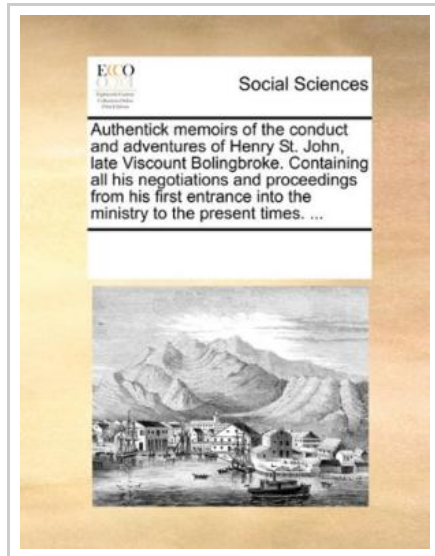 ECCO
Social Sciences
Authentick memoirs of the conduct
and adventures of Henry St. John,
late Viscount Bolingbroke. Containing
all his negotiations and proceedings
from his first entrance into the
ministry to the present times. ...